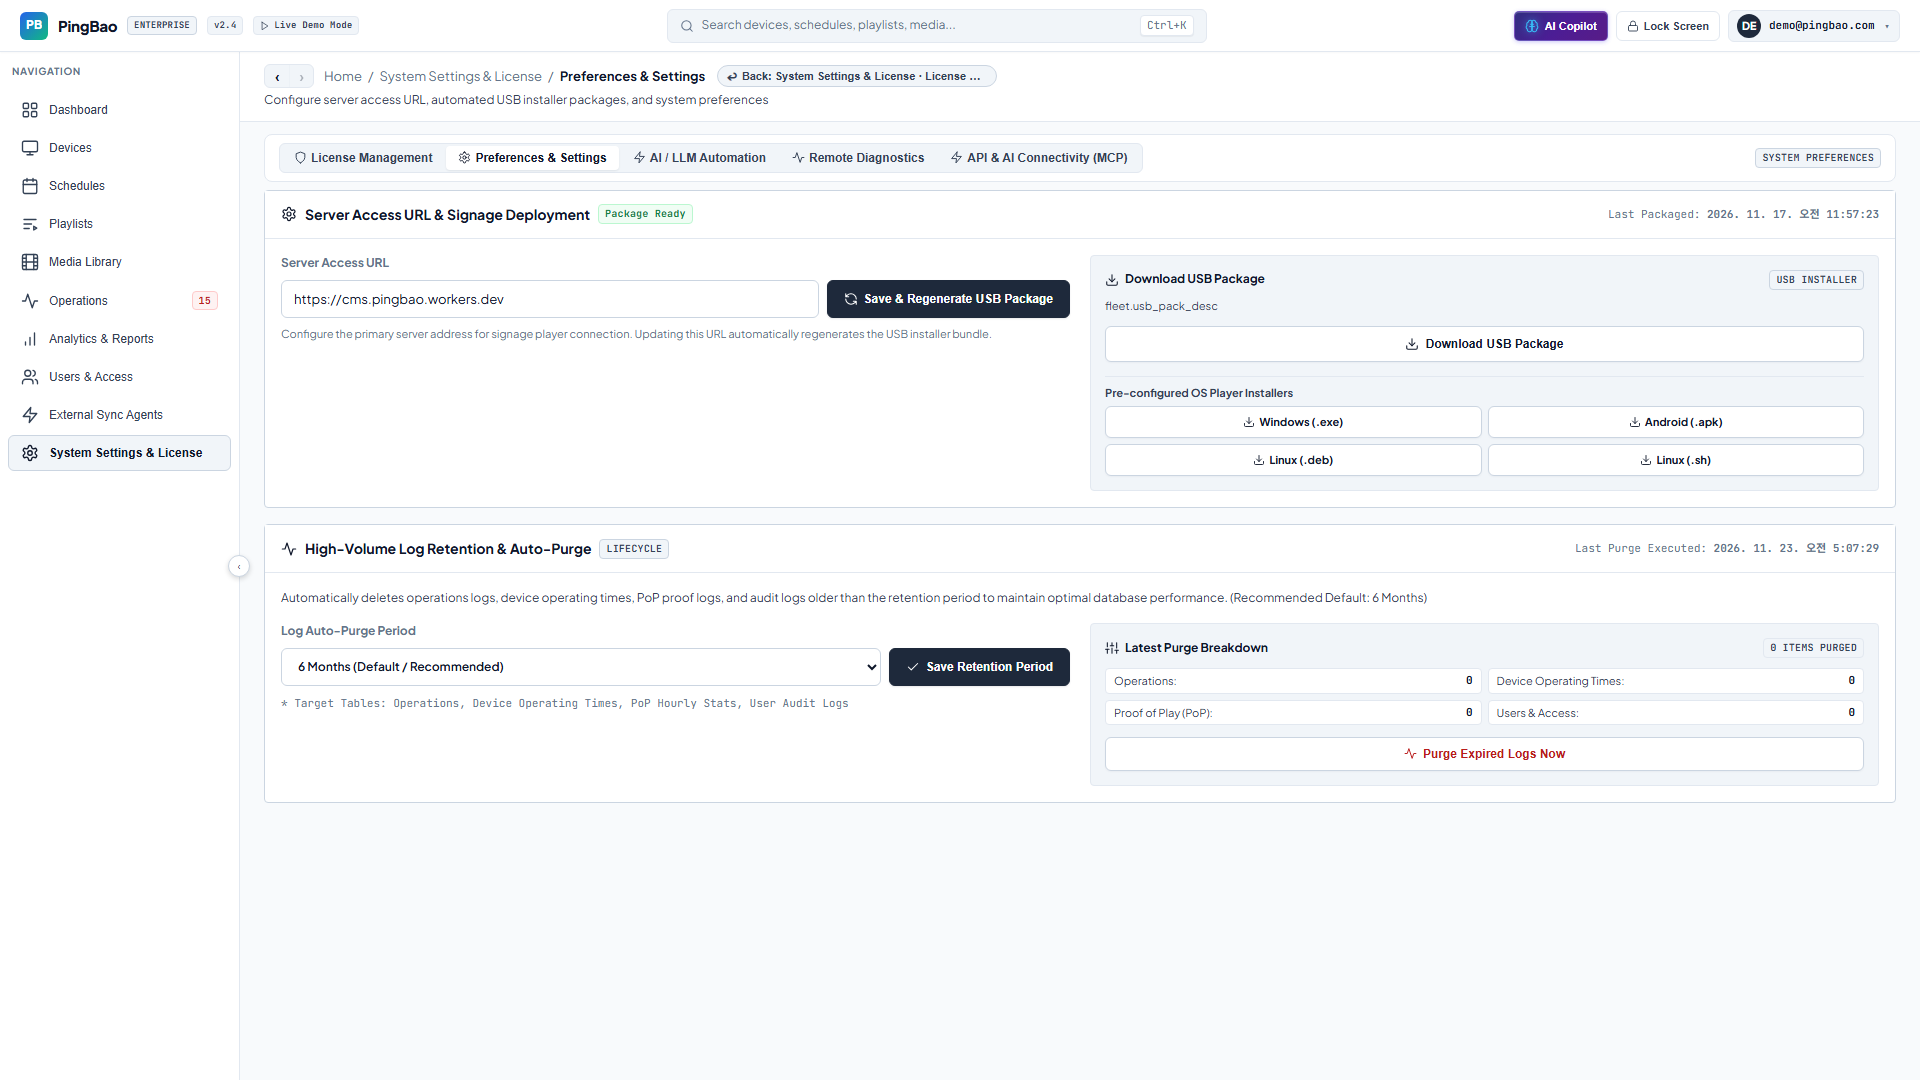 PB PingBao ENTERPRISE v2.4 Live Demo Mode
Search devices, schedules, playlists, media... Ctrl+K
AI Copilot Lock Screen DE demo@pingbao.com
NAVIGATION
Dashboard
Devices
Schedules
Playlists
Media Library
Operations 15
Analytics & Reports
Users & Access
External Sync Agents
System Settings & License
Home / System Settings & License / Preferences & Settings Back: System Settings & License · License ...
Configure server access URL, automated USB installer packages, and system preferences
License Management Preferences & Settings AI / LLM Automation Remote Diagnostics API & AI Connectivity (MCP) SYSTEM PREFERENCES
Server Access URL & Signage Deployment Package Ready Last Packaged: 2026. 11. 17. 오전 11:57:23
Server Access URL
https://cms.pingbao.workers.dev Save & Regenerate USB Package
Configure the primary server address for signage player connection. Updating this URL automatically regenerates the USB installer bundle.
Download USB Package USB INSTALLER
fleet.usb_pack_desc
Download USB Package
Pre-configured OS Player Installers
Windows (.exe) Android (.apk)
Linux (.deb) Linux (.sh)
High-Volume Log Retention & Auto-Purge LIFECYCLE Last Purge Executed: 2026. 11. 23. 오전 5:07:29
Automatically deletes operations logs, device operating times, PoP proof logs, and audit logs older than the retention period to maintain optimal database performance. (Recommended Default: 6 Months)
Log Auto-Purge Period
6 Months (Default / Recommended) Save Retention Period
* Target Tables: Operations, Device Operating Times, PoP Hourly Stats, User Audit Logs
Latest Purge Breakdown 0 ITEMS PURGED
Operations: 0 Device Operating Times: 0
Proof of Play (PoP): 0 Users & Access: 0
Purge Expired Logs Now